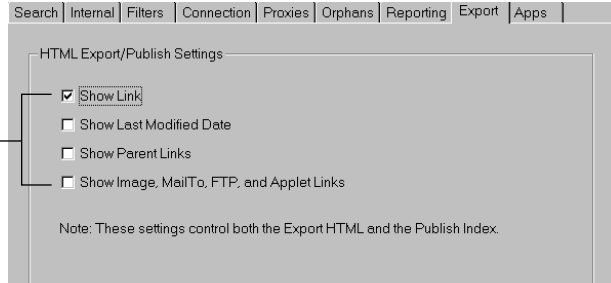 Search Internal Filters Connection Proxies Orphans Reporting Export Apps
HTML Export/Publish Settings
Show Link
Show Last Modified Date
Show Parent Links
Show Image, MailTo, FTP, and Applet Links
Note: These settings control both the Export HTML and the Publish Index.